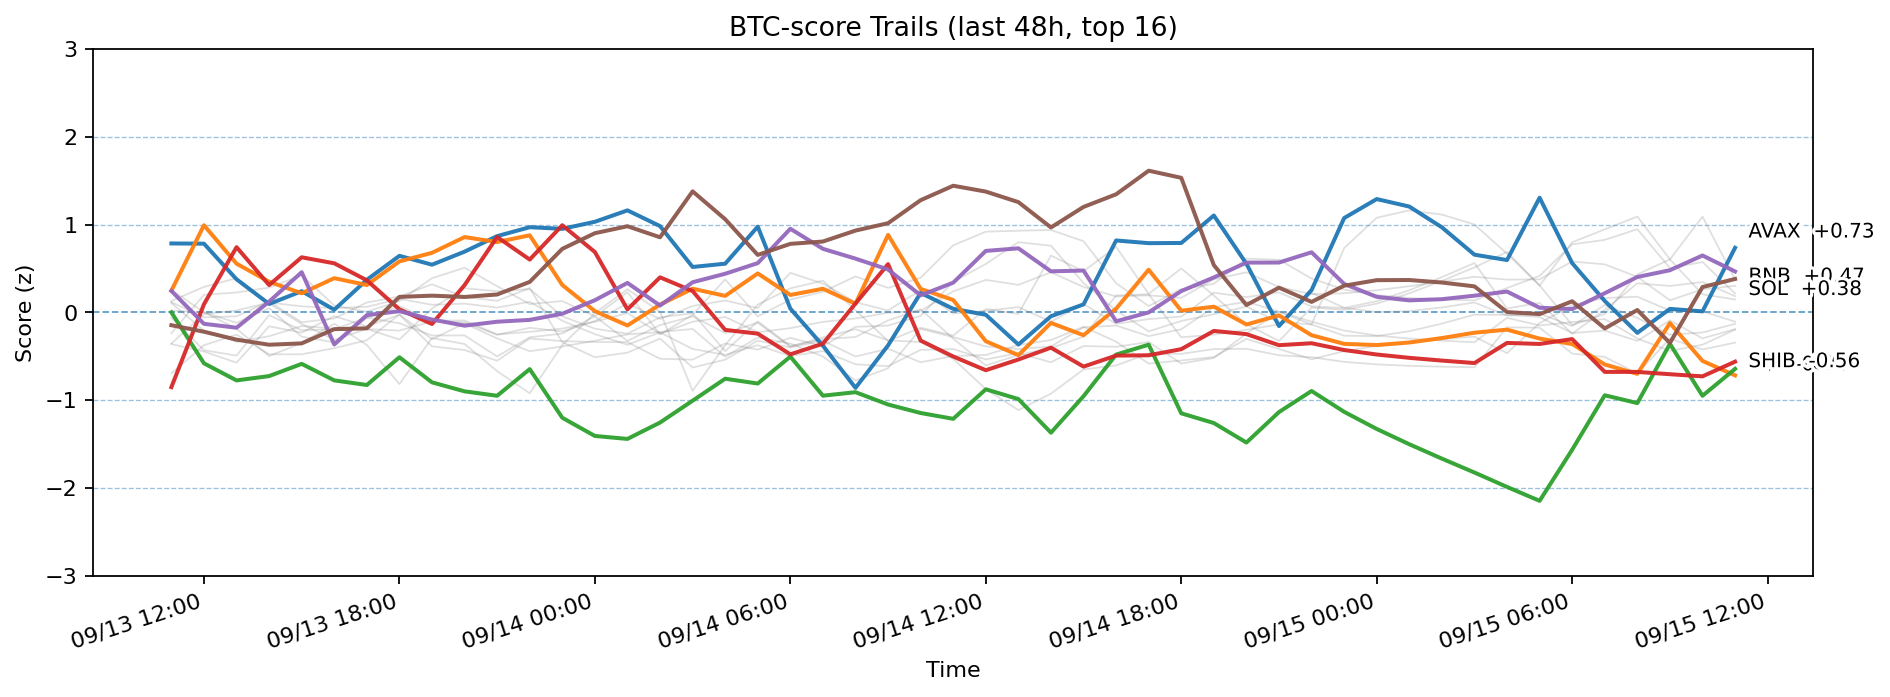 BTC-score Trails (last 48h, top 16)
3
2
1
0
−1
−2
−3
Score (z)
AVAX +0.73
BNB +0.47
SOL +0.38
SHIB -0.56
09/13 12:00
09/13 18:00
09/14 00:00
09/14 06:00
09/14 12:00
09/14 18:00
09/15 00:00
09/15 06:00
09/15 12:00
Time